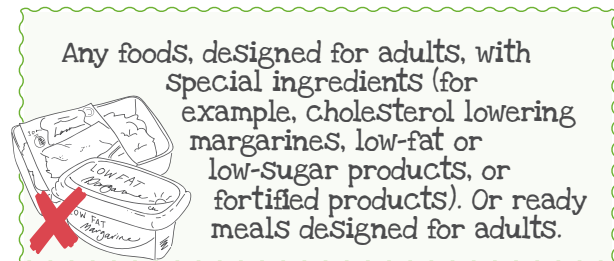 Any foods, designed for adults, with
special ingredients (for
example, cholesterol lowering
margarines, low-fat or
low-sugar products, or
fortified products). Or ready
meals designed for adults.
LOW FAT
Margarine
LOW FAT
Margarine